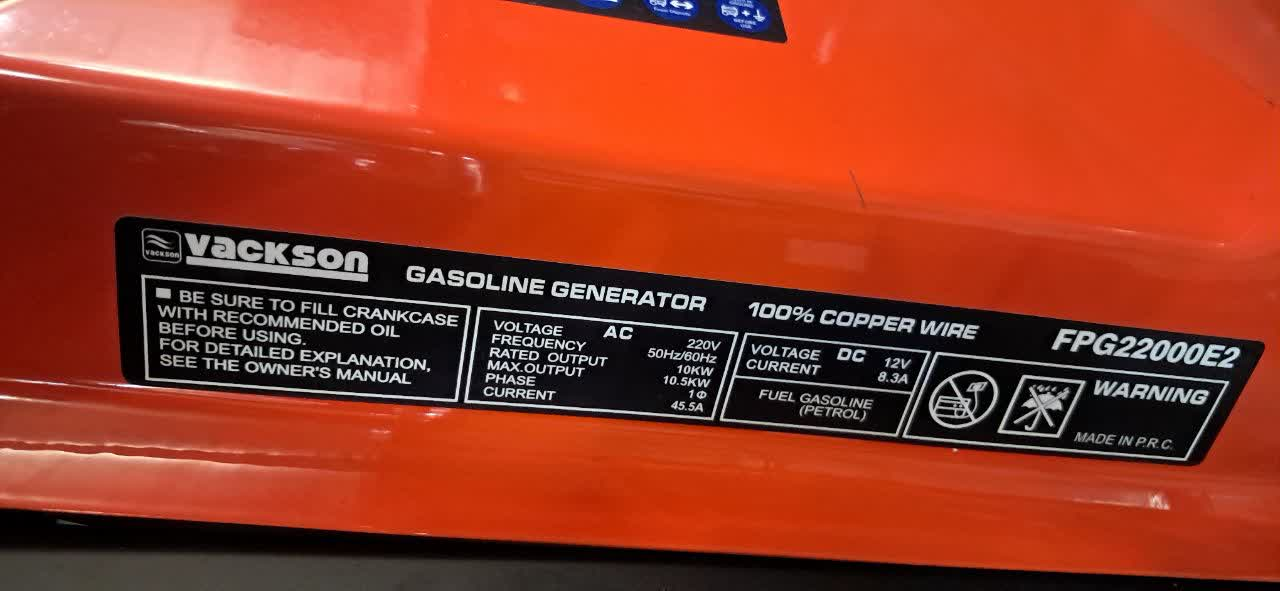 BEFORE
USE
VACKSON
VACKSON
GASOLINE GENERATOR
100% COPPER WIRE
FPG22000E2
■ BE SURE TO FILL CRANKCASE
WITH RECOMMENDED OIL
BEFORE USING.
FOR DETAILED EXPLANATION,
SEE THE OWNER'S MANUAL
AC
VOLTAGE 220V
FREQUENCY 50Hz/60Hz
RATED OUTPUT 10KW
MAX.OUTPUT 10.5KW
PHASE 1Φ
CURRENT 45.5A
DC
VOLTAGE 12V
CURRENT 8.3A
FUEL GASOLINE
(PETROL)
WARNING
MADE IN P.R.C.